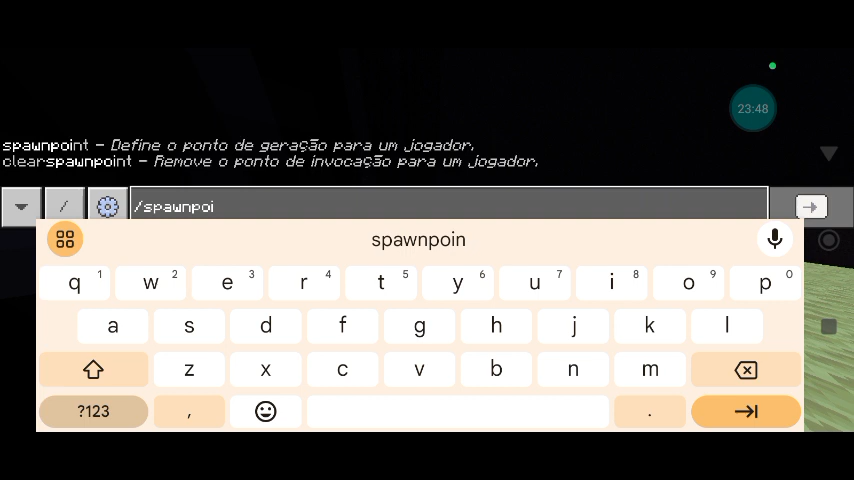 23:48
spawnpoint - Define o ponto de geração para um jogador.
clearspawnpoint - Remove o ponto de invocação para um jogador.
/ /spawnpoi
spawnpoin
q 1 w 2 e 3 r 4 t 5 y 6 u 7 i 8 o 9 p 0
a s d f g h j k l
z x c v b n m
?123 , .